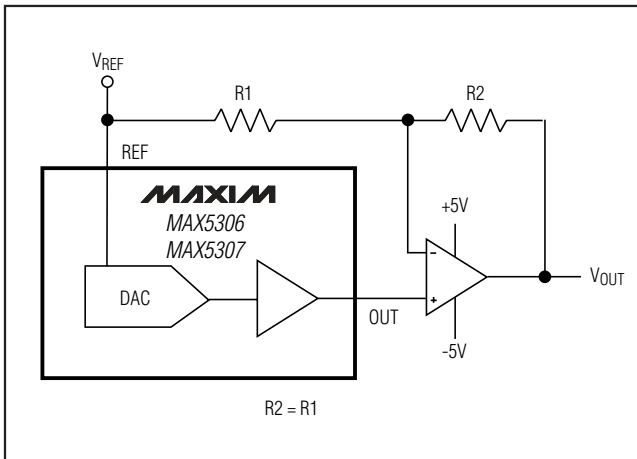 VREF
R1
R2
REF
MAXIM
MAX5306
MAX5307
+5V
DAC
-
+
VOUT
OUT
-5V
R2 = R1